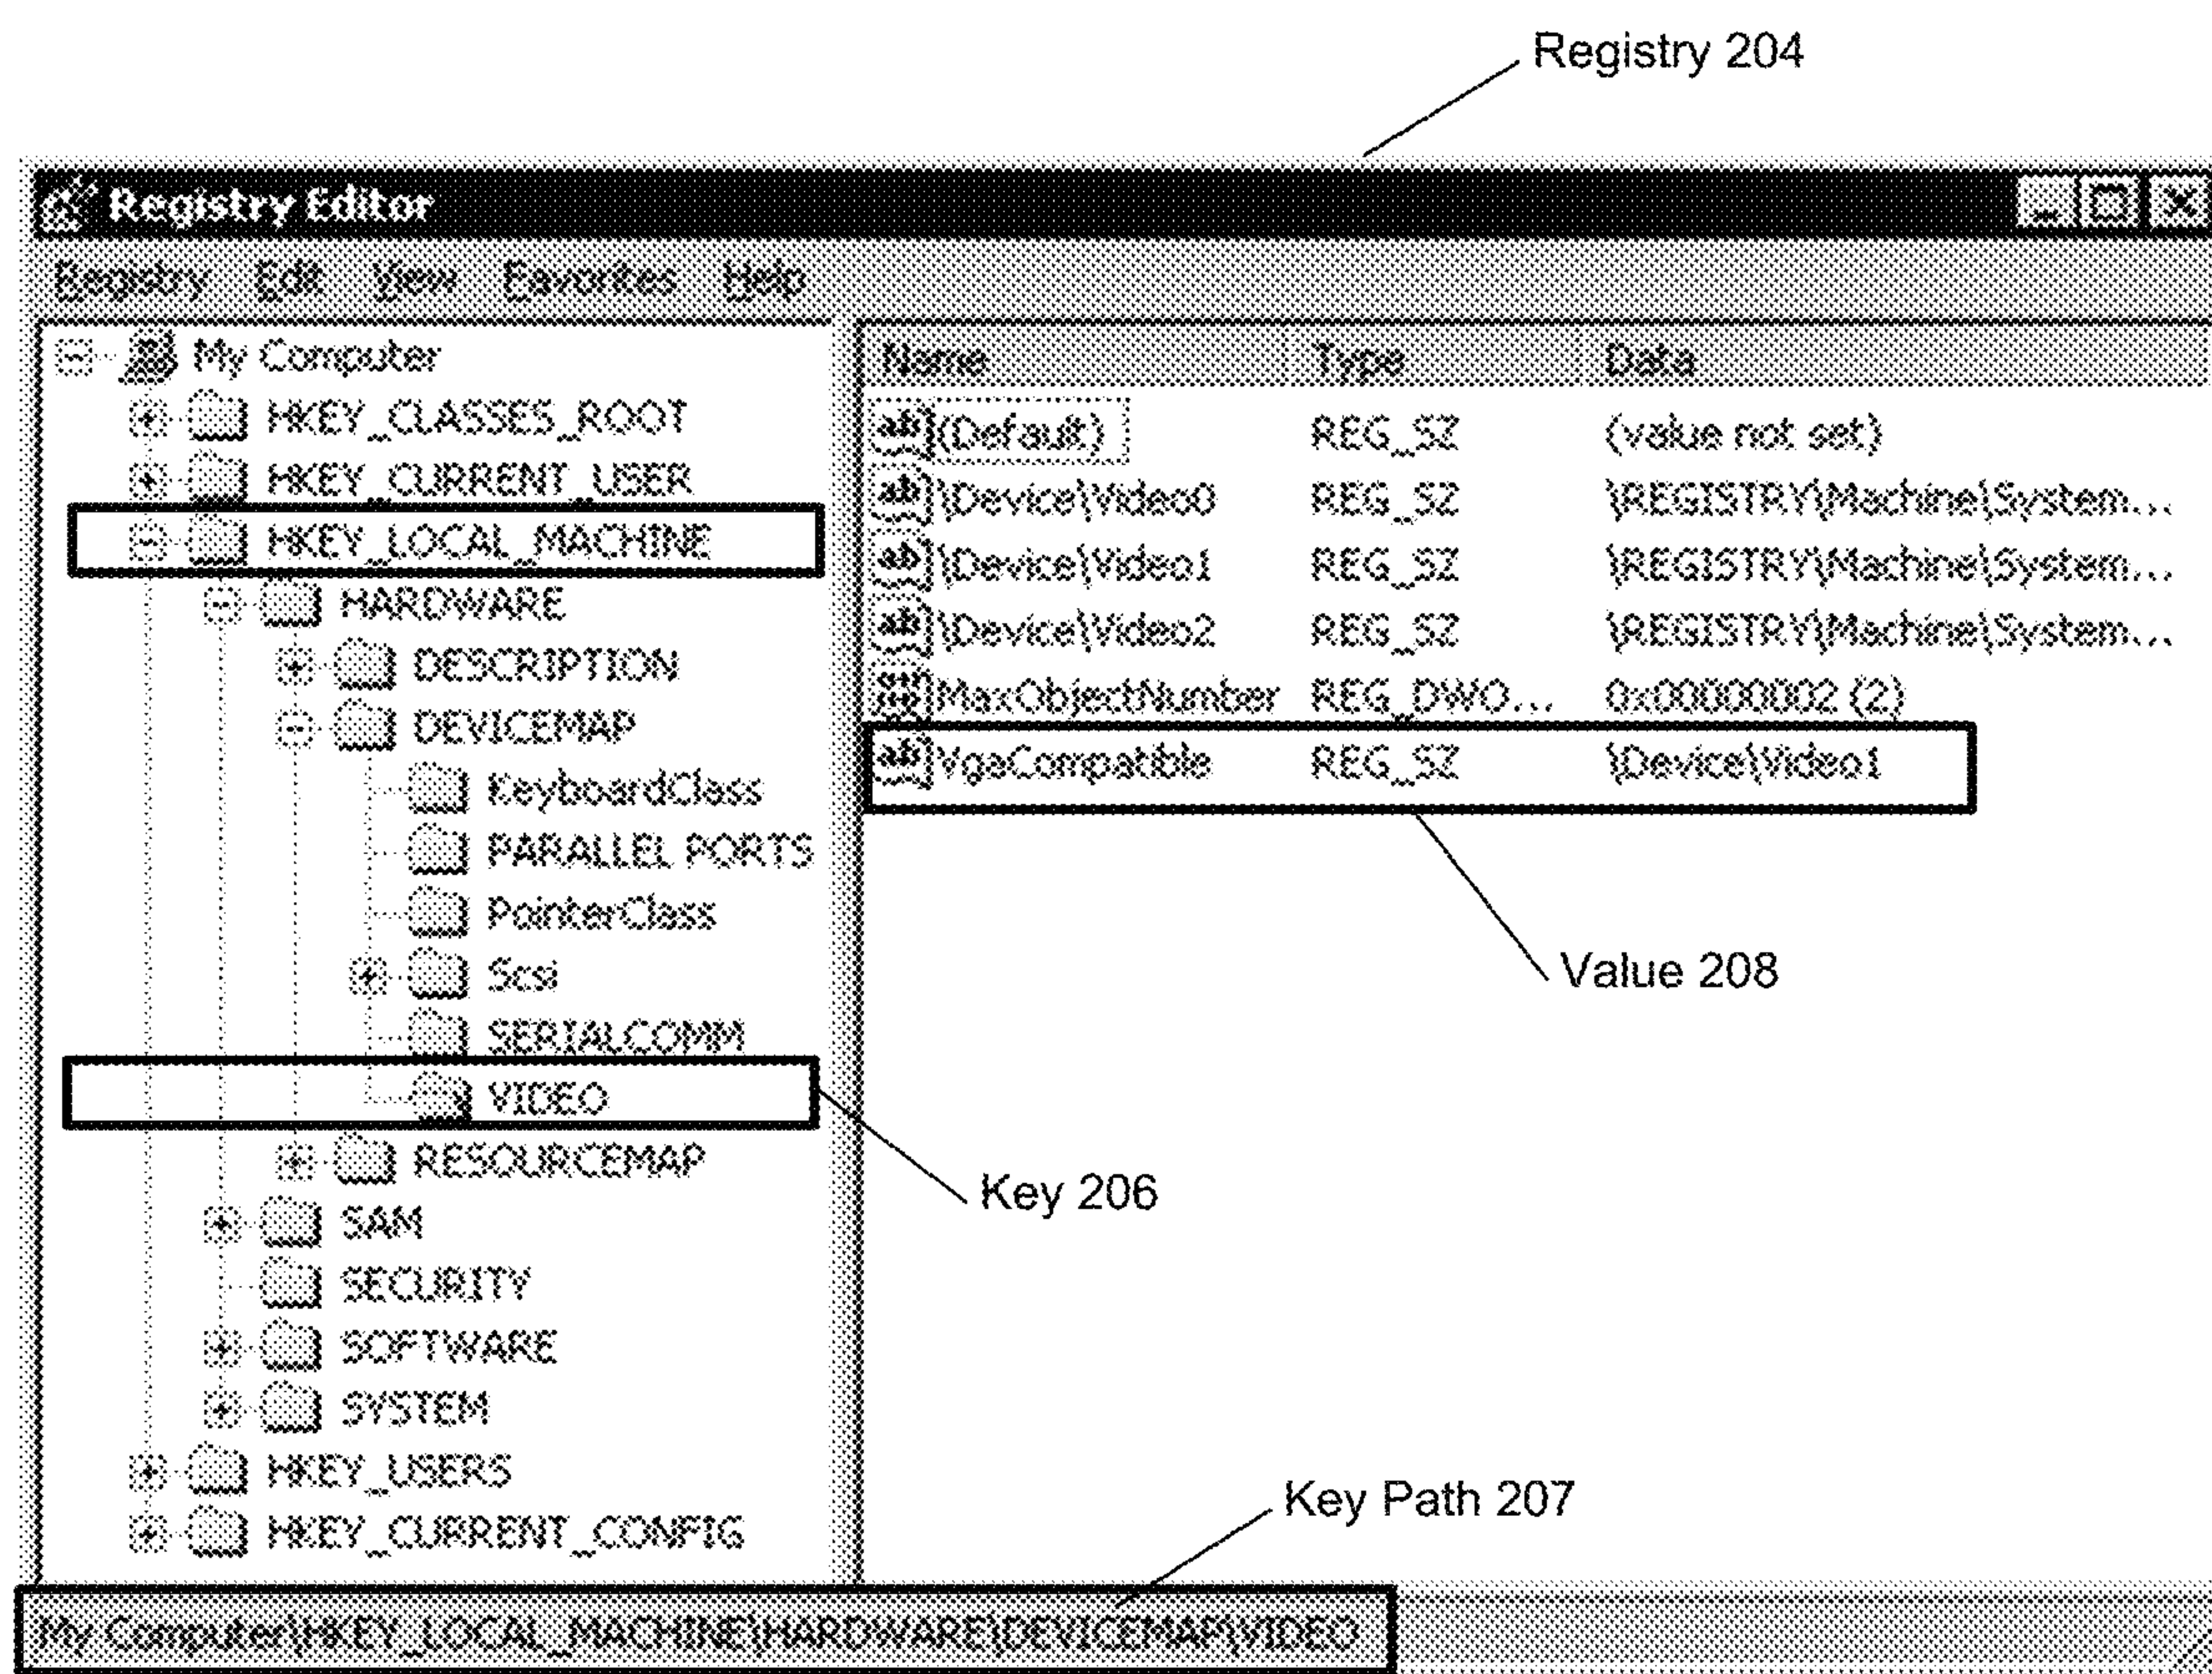 Registry 204
Registry Editor
Registry Edit View Favorites Help
My Computer
HKEY_CLASSES_ROOT
HKEY_CURRENT_USER
HKEY_LOCAL_MACHINE
HARDWARE
DESCRIPTION
DEVICEMAP
KeyboardClass
PARALLEL PORTS
PointerClass
Scsi
SERIALCOMM
VIDEO
RESOURCEMAP
SAM
SECURITY
SOFTWARE
SYSTEM
HKEY_USERS
HKEY_CURRENT_CONFIG
Name Type Data
(Default) REG_SZ (value not set)
\Device\Video0 REG_SZ \REGISTRY\Machine\System...
\Device\Video1 REG_SZ \REGISTRY\Machine\System...
\Device\Video2 REG_SZ \REGISTRY\Machine\System...
MaxObjectNumber REG_DWO... 0x00000002 (2)
VgaCompatible REG_SZ \Device\Video1
Value 208
Key 206
Key Path 207
My Computer\HKEY_LOCAL_MACHINE\HARDWARE\DEVICEMAP\VIDEO